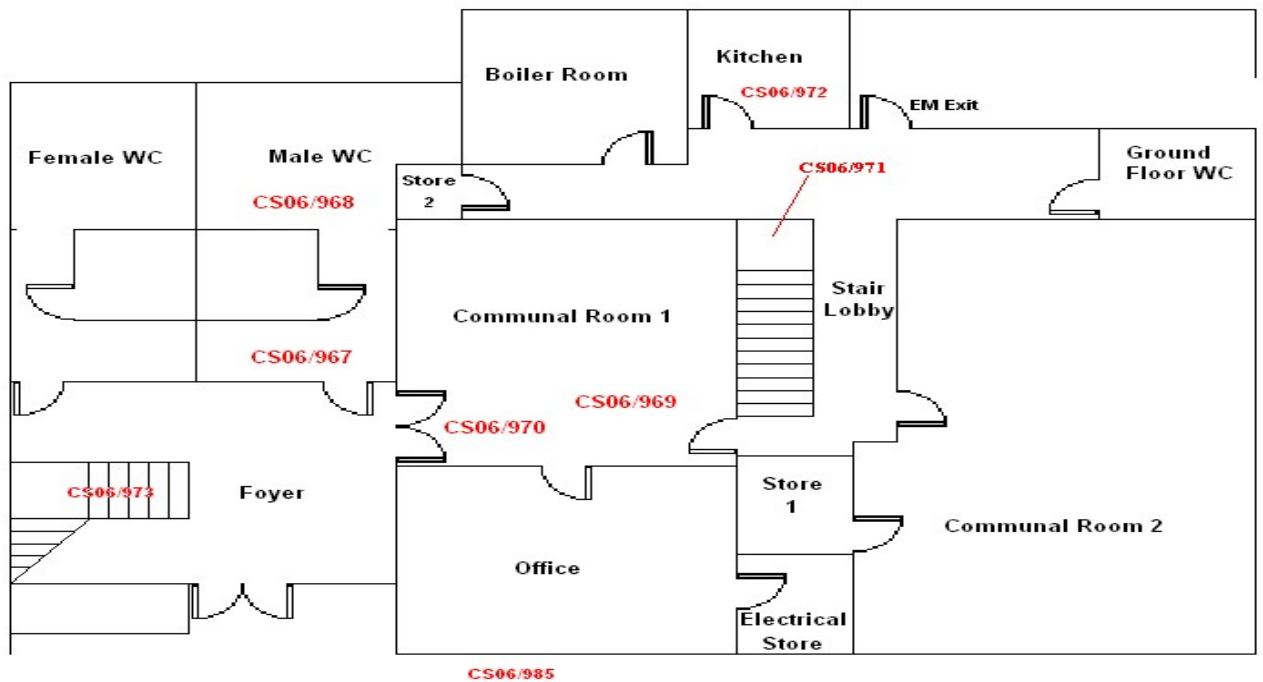 Kitchen
Boiler Room
CS06/972
EM Exit
Female WC
Male WC
Ground
Floor WC
CS06/971
Store
2
CS06/968
Stair
Lobby
Communal Room 1
CS06/967
CS06/969
CS06/970
CS06/973
Foyer
Store
1
Communal Room 2
Office
Electrical
Store
CS06/985